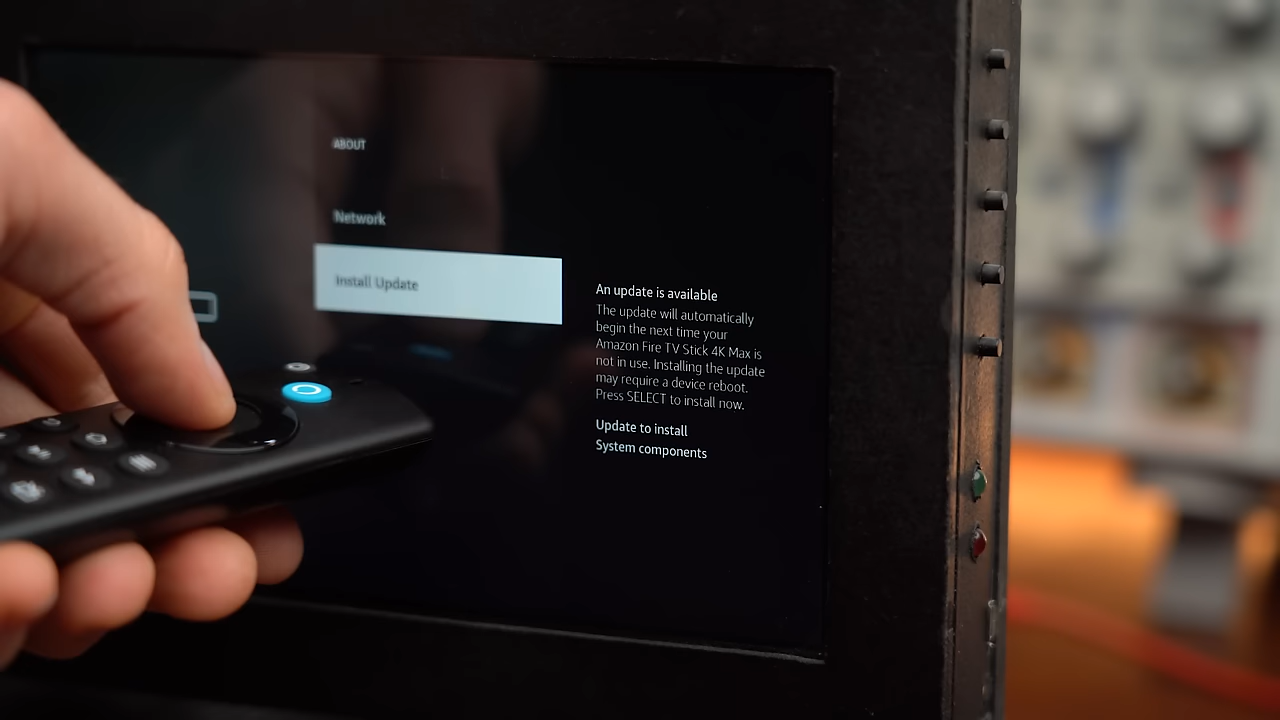 ABOUT
Network
Install Update
An update is available
The update will automatically
begin the next time your
Amazon Fire TV Stick 4K Max is
not in use. Installing the update
may require a device reboot.
Press SELECT to install now.
Update to install
System components